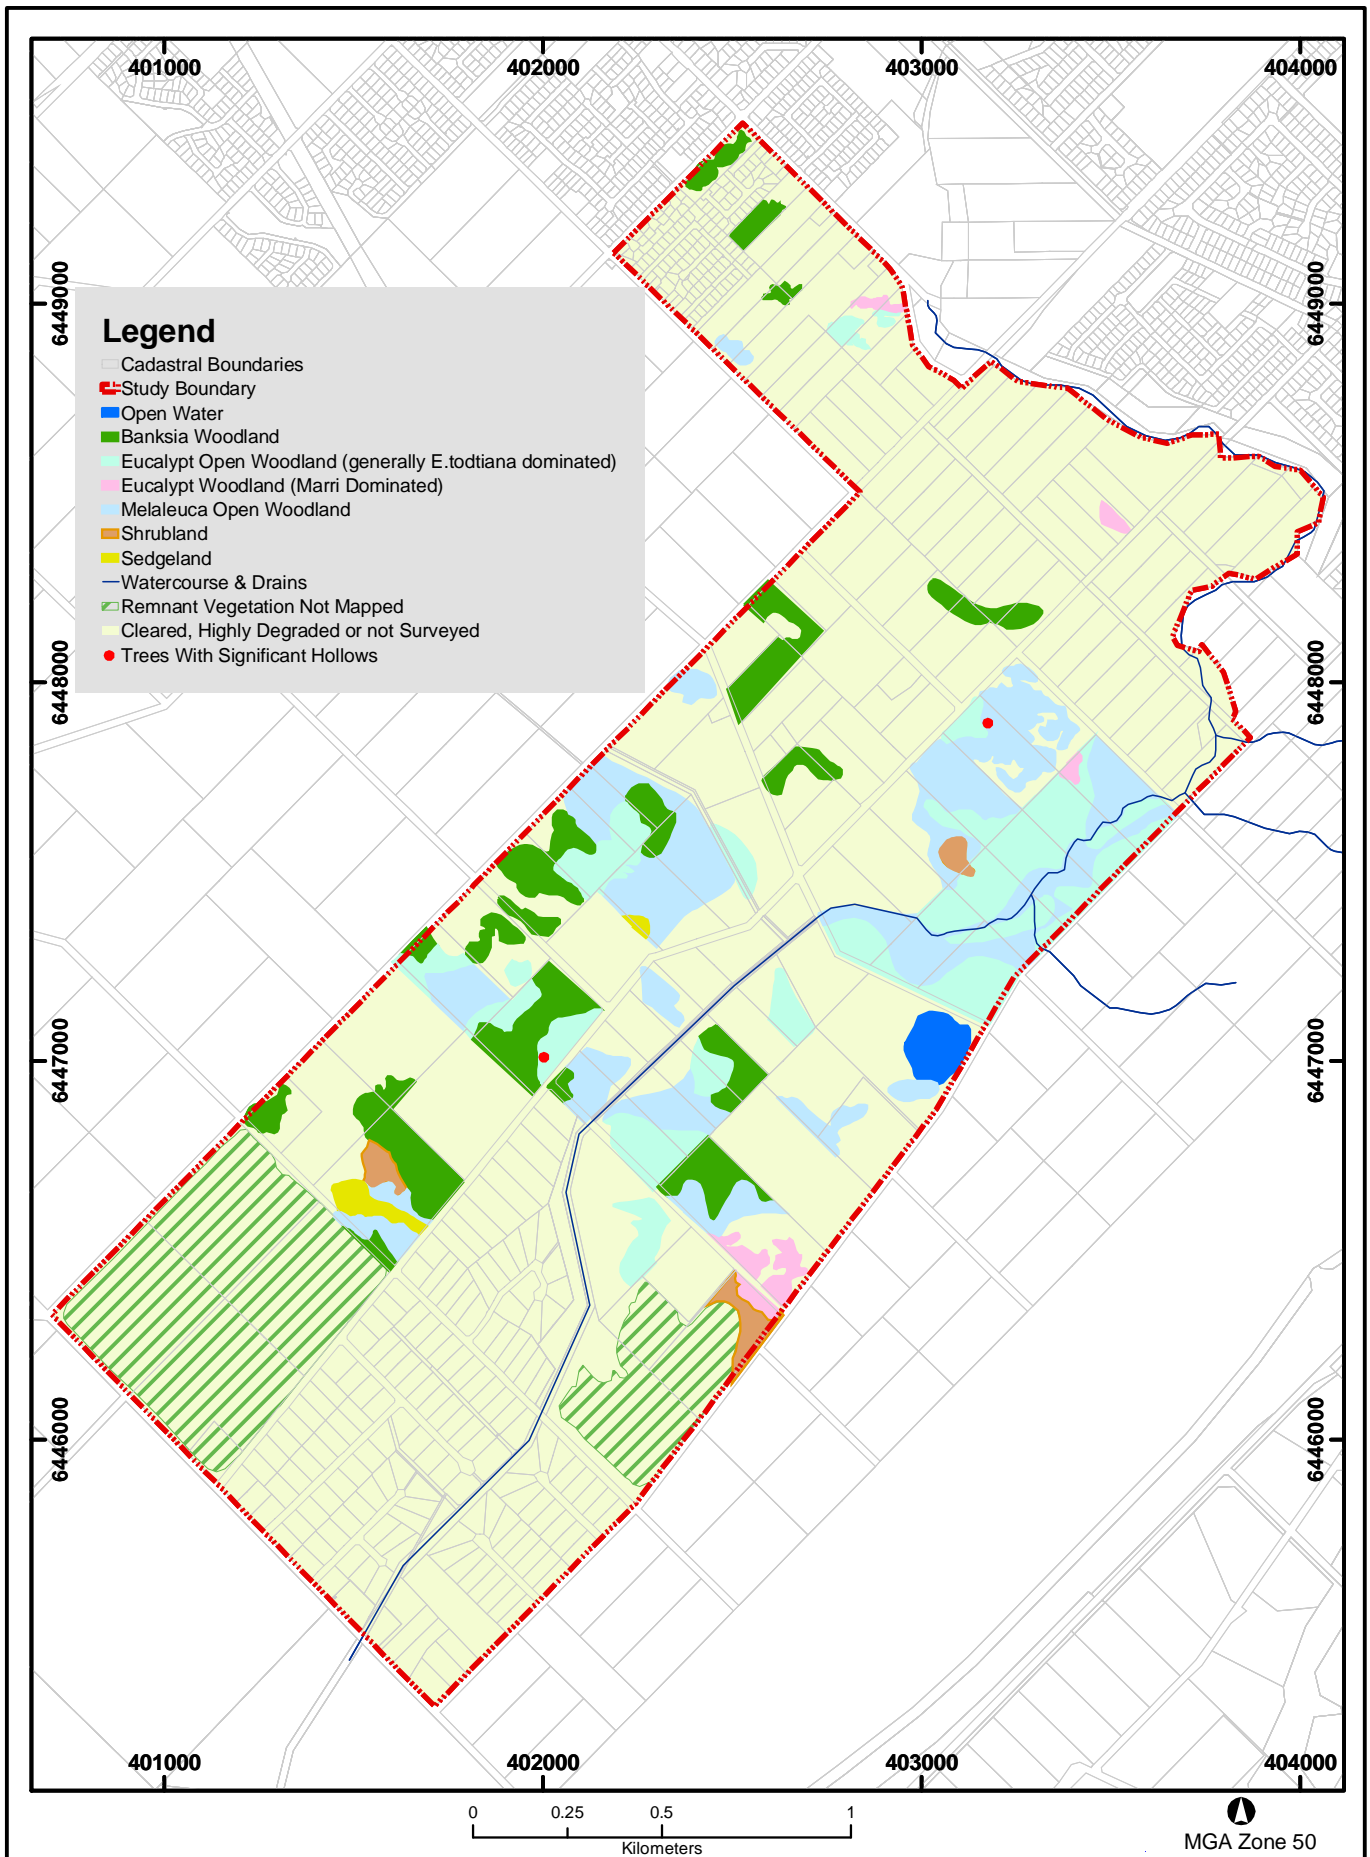 401000 402000 403000 404000
6449000 6449000
Legend
Cadastral Boundaries
Study Boundary
Open Water
Banksia Woodland
Eucalypt Open Woodland (generally E.todtiana dominated)
Eucalypt Woodland (Marri Dominated)
Melaleuca Open Woodland
Shrubland
Sedgeland
Watercourse & Drains
Remnant Vegetation Not Mapped
Cleared, Highly Degraded or not Surveyed
Trees With Significant Hollows
6448000 6448000
6447000 6447000
6446000 6446000
401000 402000 403000 404000
0 0.25 0.5 1
Kilometers
MGA Zone 50